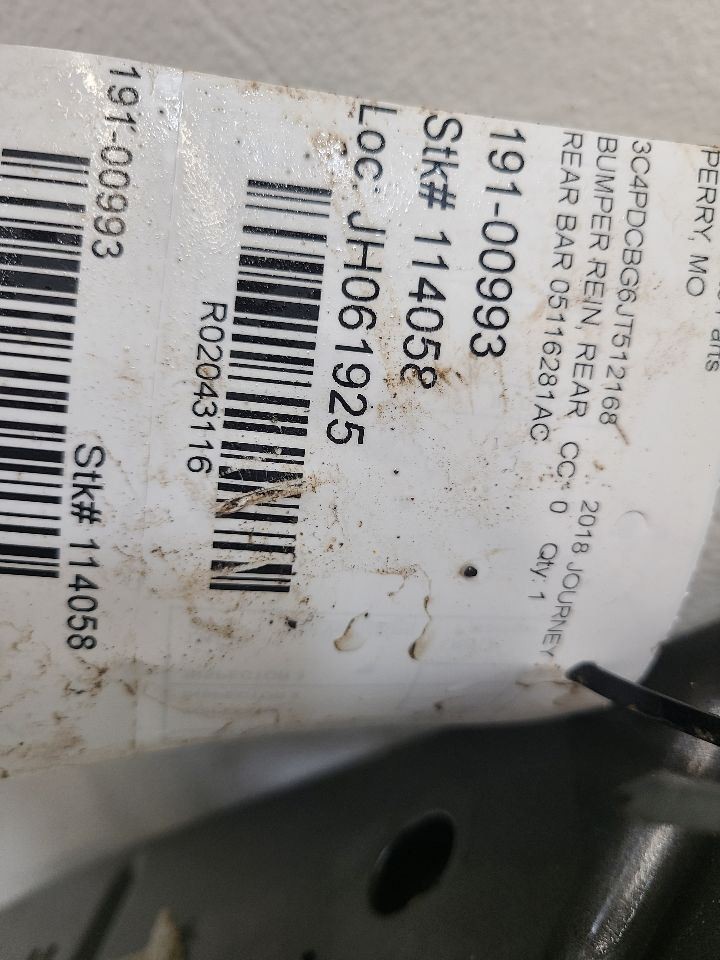 arts
PERRY, MO
3C4PDCBG6JT512168 2018 JOURNEY
BUMPER REIN, REAR CC: 0 Qty: 1
REAR BAR 05116281AC
191-00993
Stk# 114058
Loc: JH061925
R02043116
191-00993
Stk# 114058